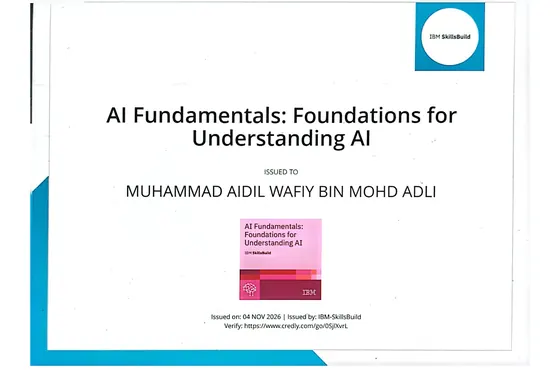 IBM SkillsBuild
AI Fundamentals: Foundations for
Understanding AI
ISSUED TO
MUHAMMAD AIDIL WAFIY BIN MOHD ADLI
AI Fundamentals:
Foundations for
Understanding AI
IBM SkillsBuild
IBM
Issued on: 04 NOV 2026 | Issued by: IBM-SkillsBuild
Verify: https://www.credly.com/go/0SjlXvrL